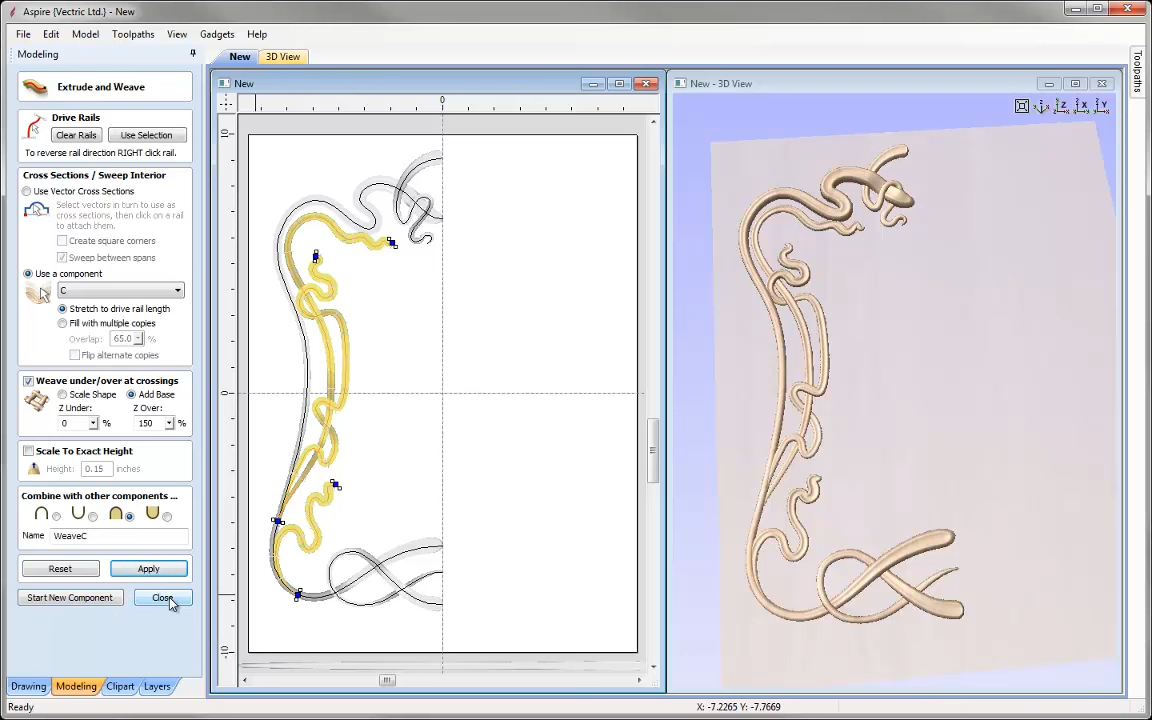 Aspire {Vectric Ltd.} - New
File Edit Model Toolpaths View Gadgets Help
Modeling
New 3D View
Toolpaths
Extrude and Weave
Drive Rails
Clear Rails Use Selection
To reverse rail direction RIGHT click rail.
Cross Sections / Sweep Interior
Use Vector Cross Sections
Select vectors in turn to use as
cross sections, then click on a rail
to attach them.
Create square corners
Sweep between spans
Use a component
C
Stretch to drive rail length
Fill with multiple copies
Overlap: 65.0 %
Flip alternate copies
Weave under/over at crossings
Scale Shape Add Base
Z Under: Z Over:
0 % 150 %
Scale To Exact Height
Height: 0.15 inches
Combine with other components ...
Name WeaveC
Reset Apply
Start New Component Close
Drawing Modeling Clipart Layers
Ready
New
0
10
0
-10
New - 3D View
Z X Y
X: -7.2265 Y: -7.7669